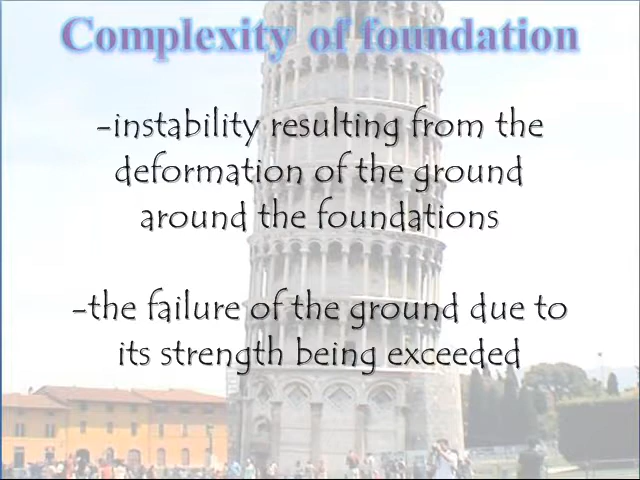 Complexity of foundation
-instability resulting from the
deformation of the ground
around the foundations
-the failure of the ground due to
its strength being exceeded